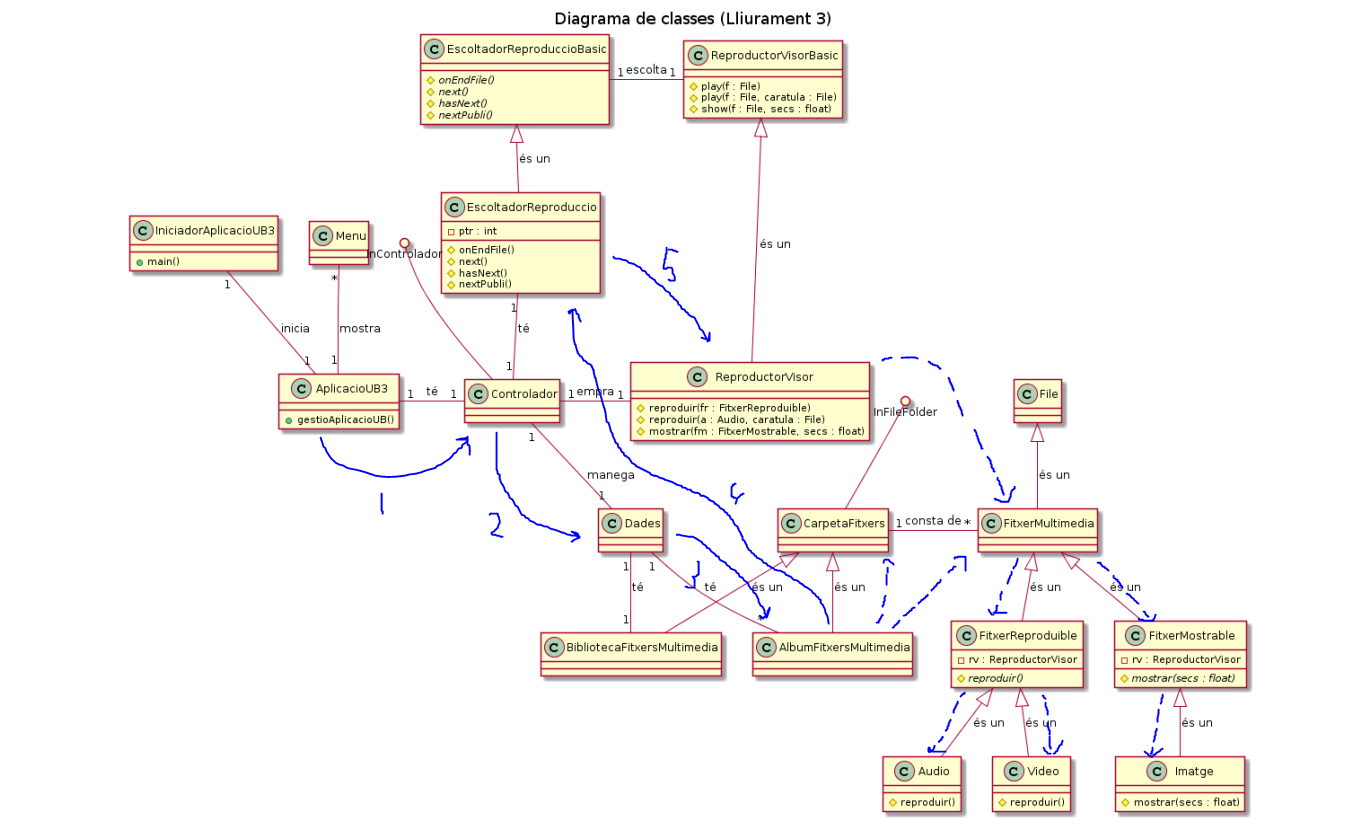 Diagrama de classes (Lliurament 3)
C EscoltadorReproduccioBasic
onEndFile()
next()
hasNext()
nextPubli()
1 escolta 1
C ReproductorVisorBasic
play(f : File)
play(f : File, caratula : File)
show(f : File, secs : float)
és un
és un
C EscoltadorReproduccio
ptr : int
onEndFile()
next()
hasNext()
nextPubli()
C IniciadorAplicacioUB3
main()
C Menu
InControlador
5
1
inicia
1
*
mostra
1
1
té
1
C AplicacioUB3
gestioAplicacioUB()
1 té 1
C Controlador
1 empra 1
C ReproductorVisor
reproduir(fr : FitxerReproduible)
reproduir(a : Audio, caratula : File)
mostrar(fm : FitxerMostrable, secs : float)
InFileFolder
C File
1
manega
1
és un
1
2
4
C Dades
C CarpetaFitxers
1 consta de *
C FitxerMultimedia
1
té
1
1
té
*
és un
és un
és un
és un
C BibliotecaFitxersMultimedia
C AlbumFitxersMultimedia
C FitxerReproduible
rv : ReproductorVisor
reproduir()
C FitxerMostrable
rv : ReproductorVisor
mostrar(secs : float)
és un
és un
és un
C Audio
reproduir()
C Video
reproduir()
C Imatge
mostrar(secs : float)